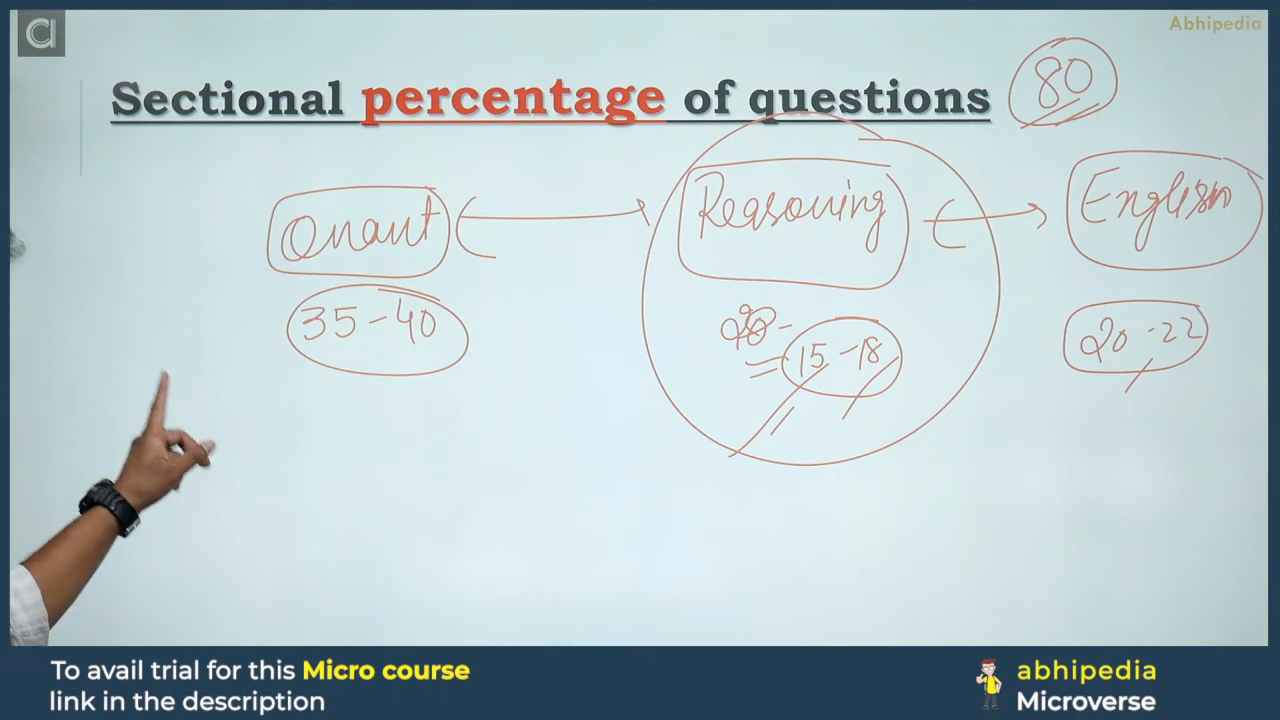 a
Abhipedia
Sectional percentage of questions 80
Quant Reasoning English
35-40 15-18 20-22
To avail trial for this Micro course
link in the description
abhipedia
Microverse